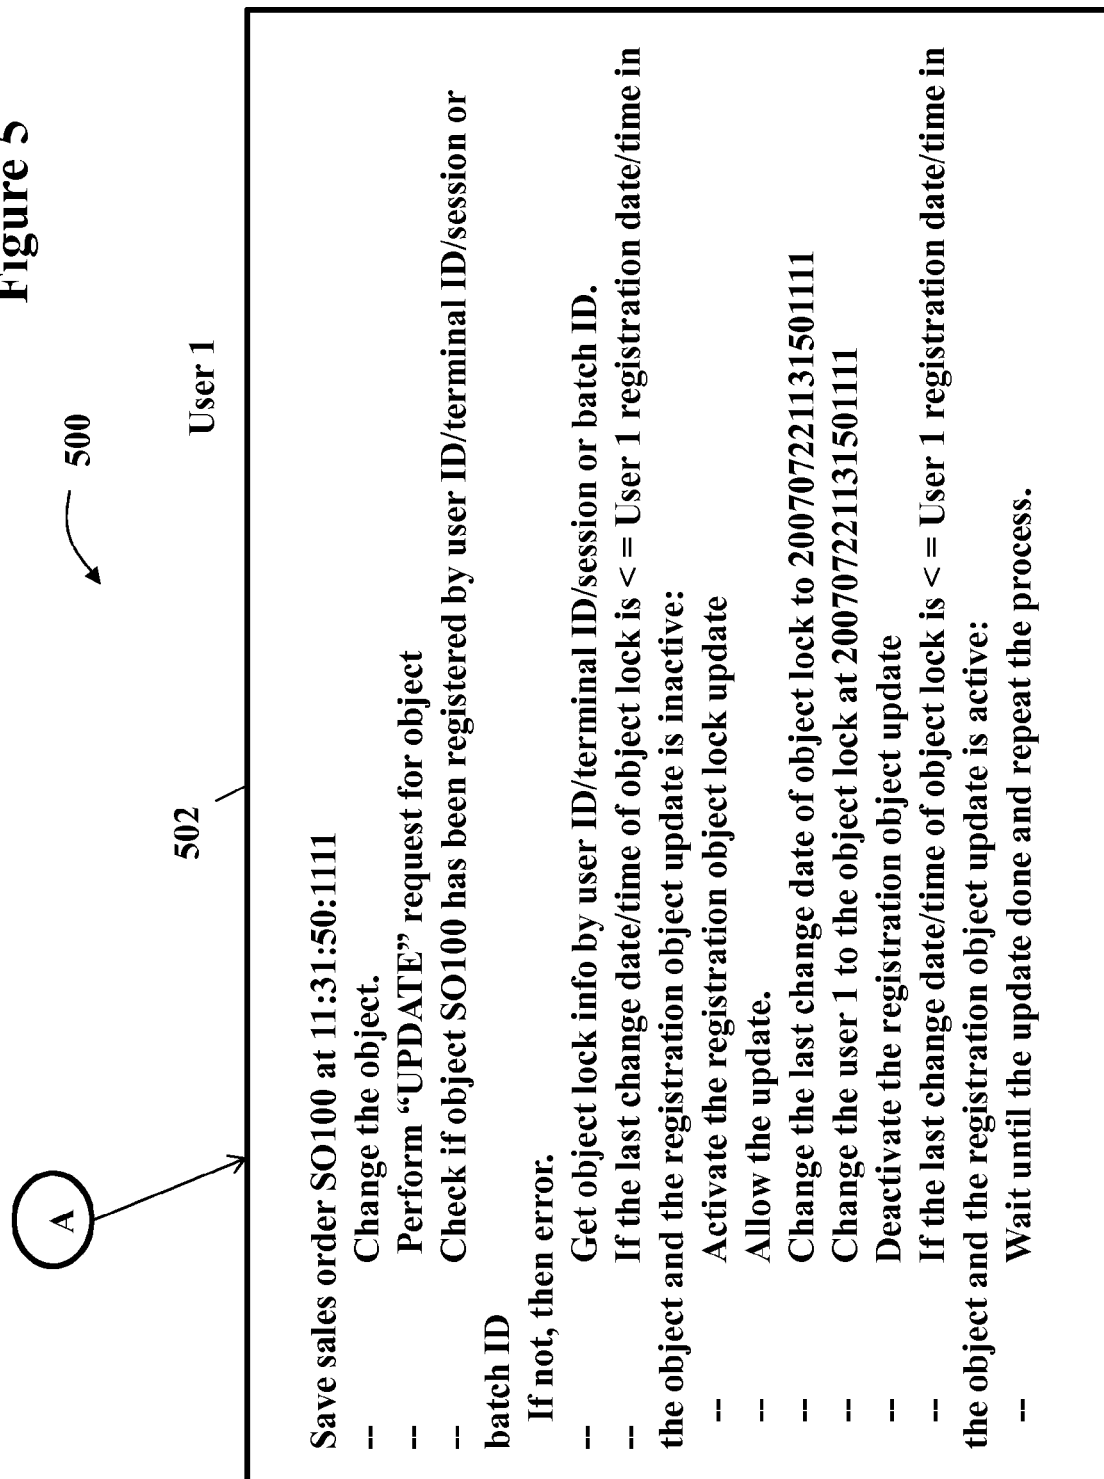 Figure 5
500
User 1
502
A
Save sales order SO100 at 11:31:50:1111
-- Change the object.
-- Perform “UPDATE” request for object
-- Check if object SO100 has been registered by user ID/terminal ID/session or
batch ID
If not, then error.
-- Get object lock info by user ID/terminal ID/session or batch ID.
-- If the last change date/time of object lock is < = User 1 registration date/time in
the object and the registration object update is inactive:
-- Activate the registration object lock update
-- Allow the update.
-- Change the last change date of object lock to 200707221131501111
-- Change the user 1 to the object lock at 200707221131501111
-- Deactivate the registration object update
-- If the last change date/time of object lock is < = User 1 registration date/time in
the object and the registration object update is active:
-- Wait until the update done and repeat the process.